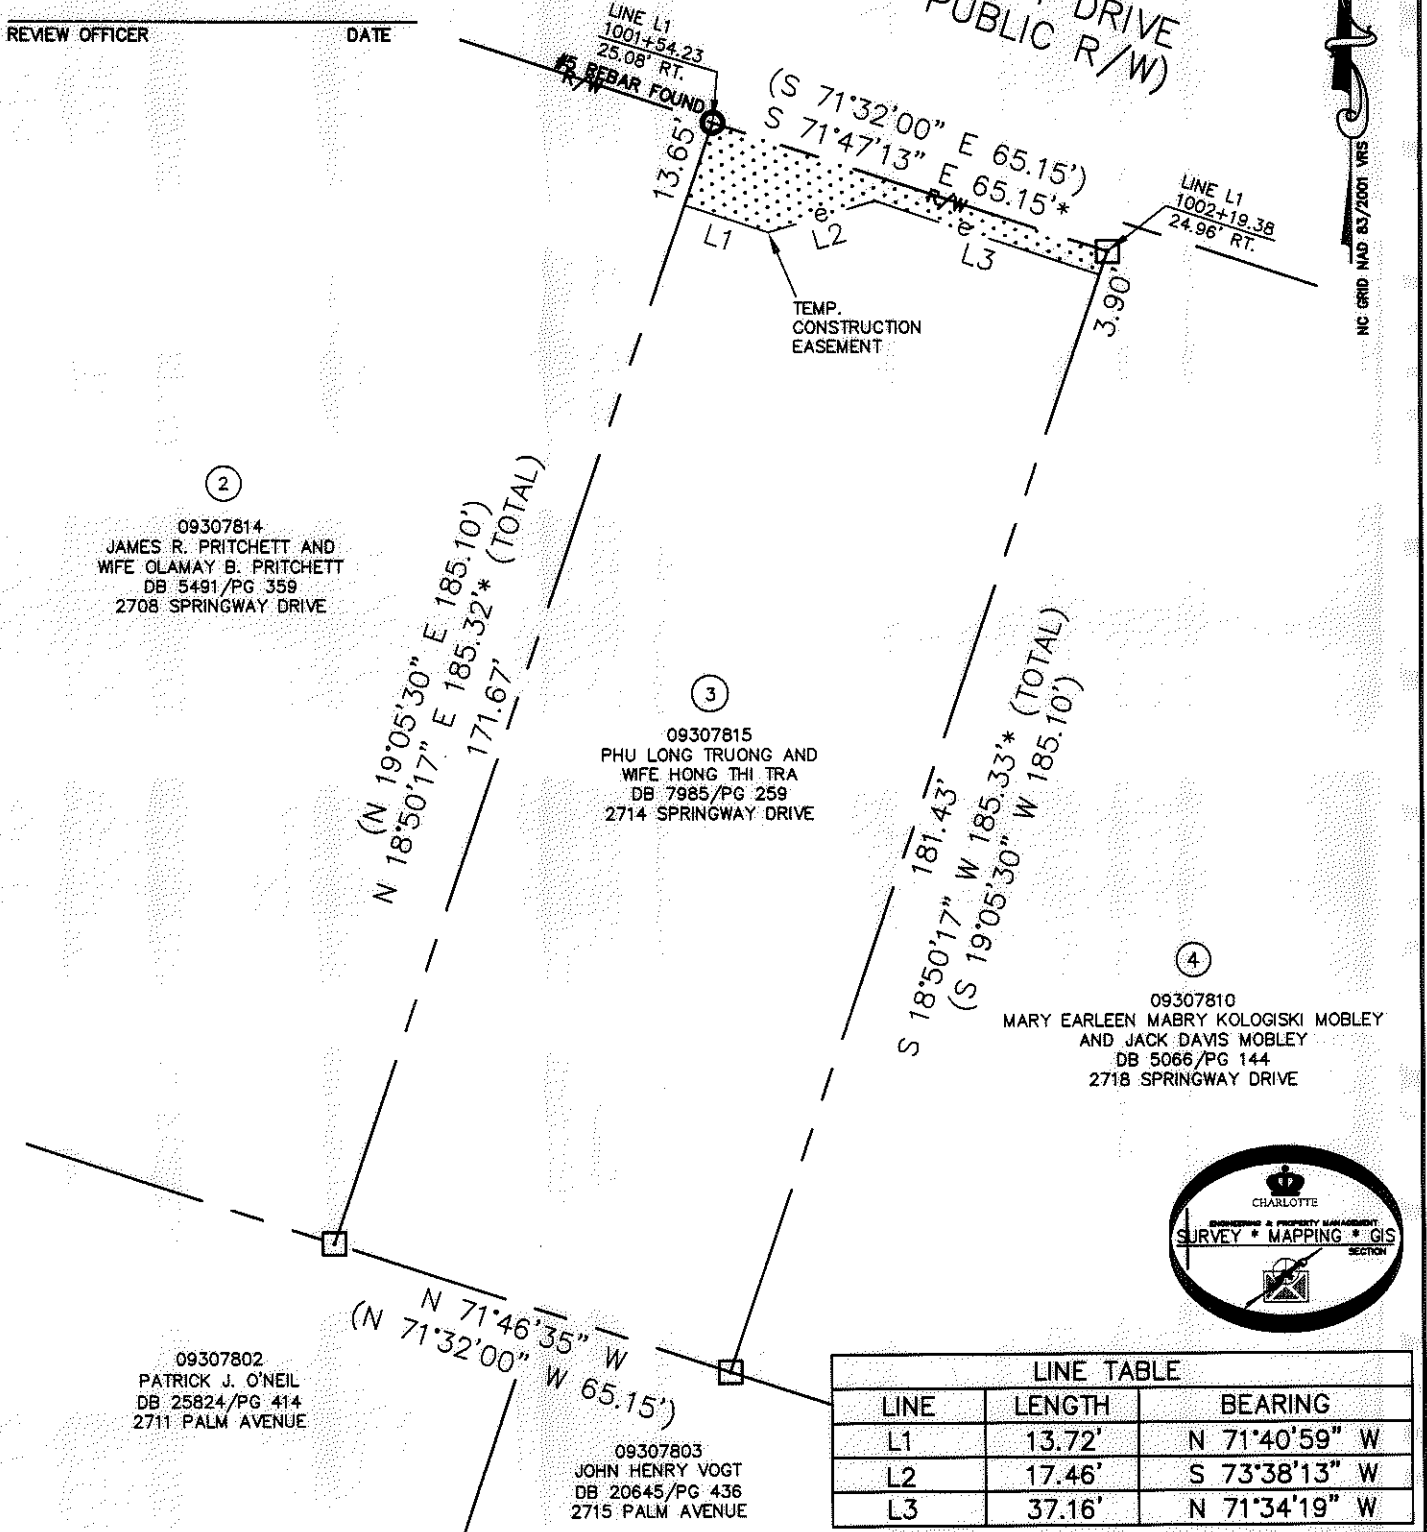 REVIEW OFFICER DATE
DRIVE
PUBLIC R/W)
LINE L1
1001+54.23
25.08' RT.
#5 REBAR FOUND
R/W
(S 71°32'00" E 65.15')
S 71°47'13" E 65.15'*
R/W
13.65'
LINE L1
1002+19.38
24.96' RT.
NC GRID NAD 83/2001 VRS
L1
e
L2
e
L3
3.90'
TEMP.
CONSTRUCTION
EASEMENT
2
09307814
JAMES R. PRITCHETT AND
WIFE OLAMAY B. PRITCHETT
DB 5491/PG 359
2708 SPRINGWAY DRIVE
(N 19°05'30" E 185.10')
N 18°50'17" E 185.32'* (TOTAL)
171.67'
3
09307815
PHU LONG TRUONG AND
WIFE HONG THI TRA
DB 7985/PG 259
2714 SPRINGWAY DRIVE
181.43'
S 18°50'17" W 185.33'* (TOTAL)
(S 19°05'30" W 185.10')
4
09307810
MARY EARLEEN MABRY KOLOGISKI MOBLEY
AND JACK DAVIS MOBLEY
DB 5066/PG 144
2718 SPRINGWAY DRIVE
CHARLOTTE
ENGINEERING & PROPERTY MANAGEMENT
SURVEY * MAPPING * GIS
SECTION
N 71°46'35" W
(N 71°32'00" W 65.15')
09307802
PATRICK J. O'NEIL
DB 25824/PG 414
2711 PALM AVENUE
09307803
JOHN HENRY VOGT
DB 20645/PG 436
2715 PALM AVENUE
LINE TABLE
LINE LENGTH BEARING
L1 13.72' N 71°40'59" W
L2 17.46' S 73°38'13" W
L3 37.16' N 71°34'19" W